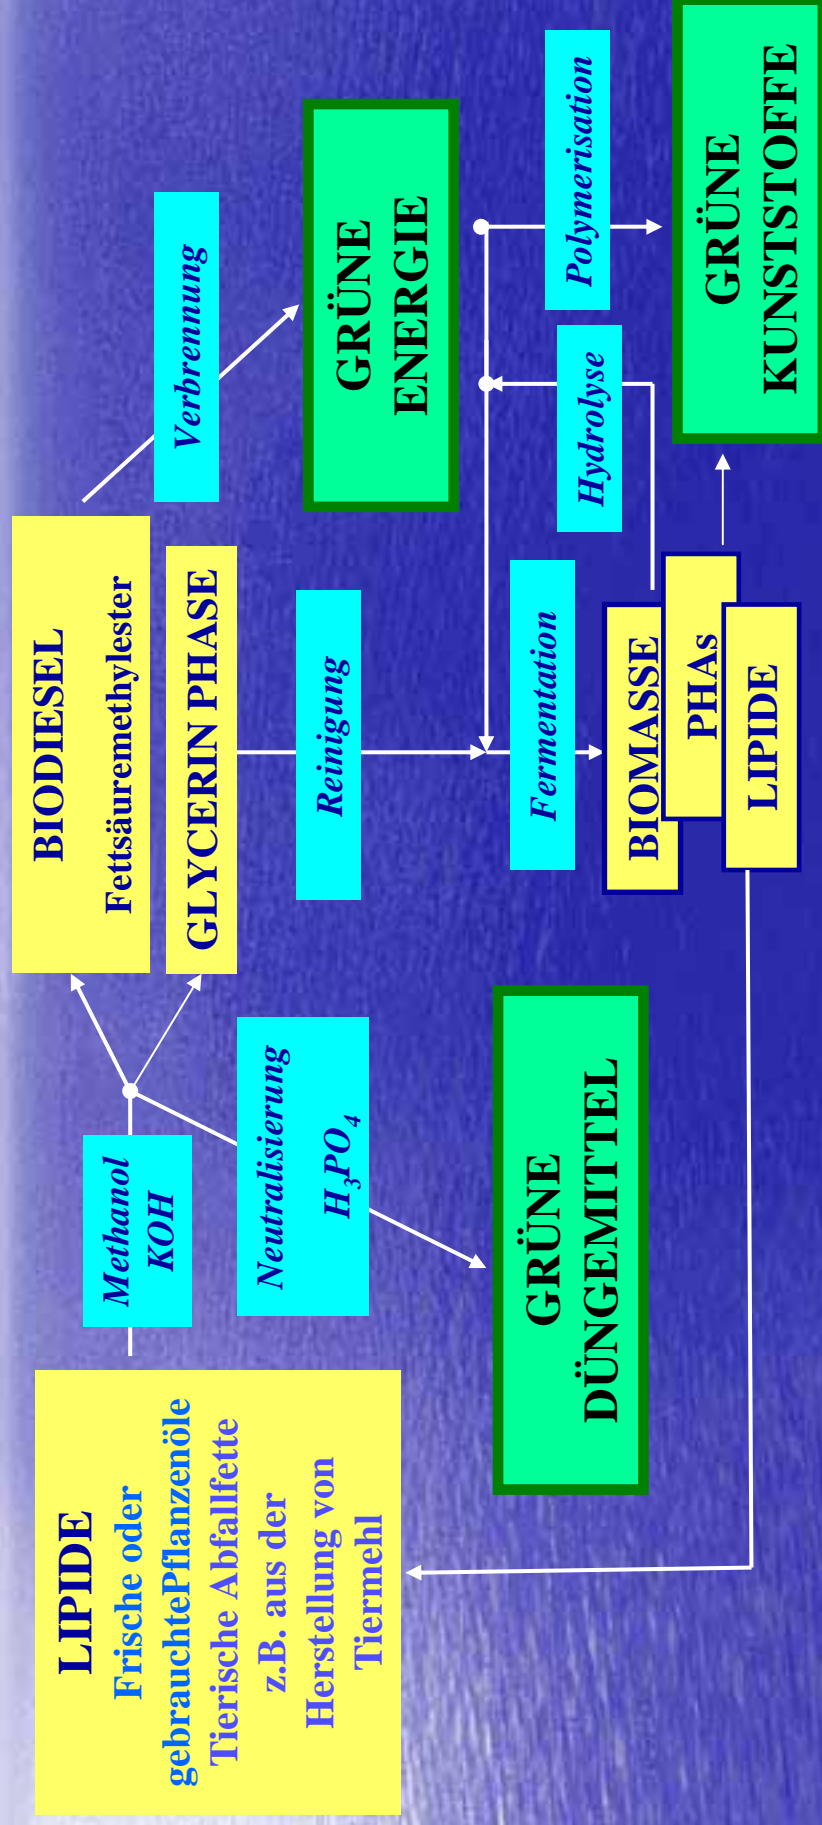 LIPIDE
Frische oder
gebrauchtePflanzenöle
Tierische Abfallfette
z.B. aus der
Herstellung von
Tiermehl
Methanol
KOH
Neutralisierung
H₃PO₄
GRÜNE
DÜNGEMITTEL
BIODIESEL
Fettsäuremethylester
GLYCERIN PHASE
Reinigung
Fermentation
BIOMASSE
PHAs
LIPIDE
Verbrennung
GRÜNE
ENERGIE
Hydrolyse
Polymerisation
GRÜNE
KUNSTSTOFFE